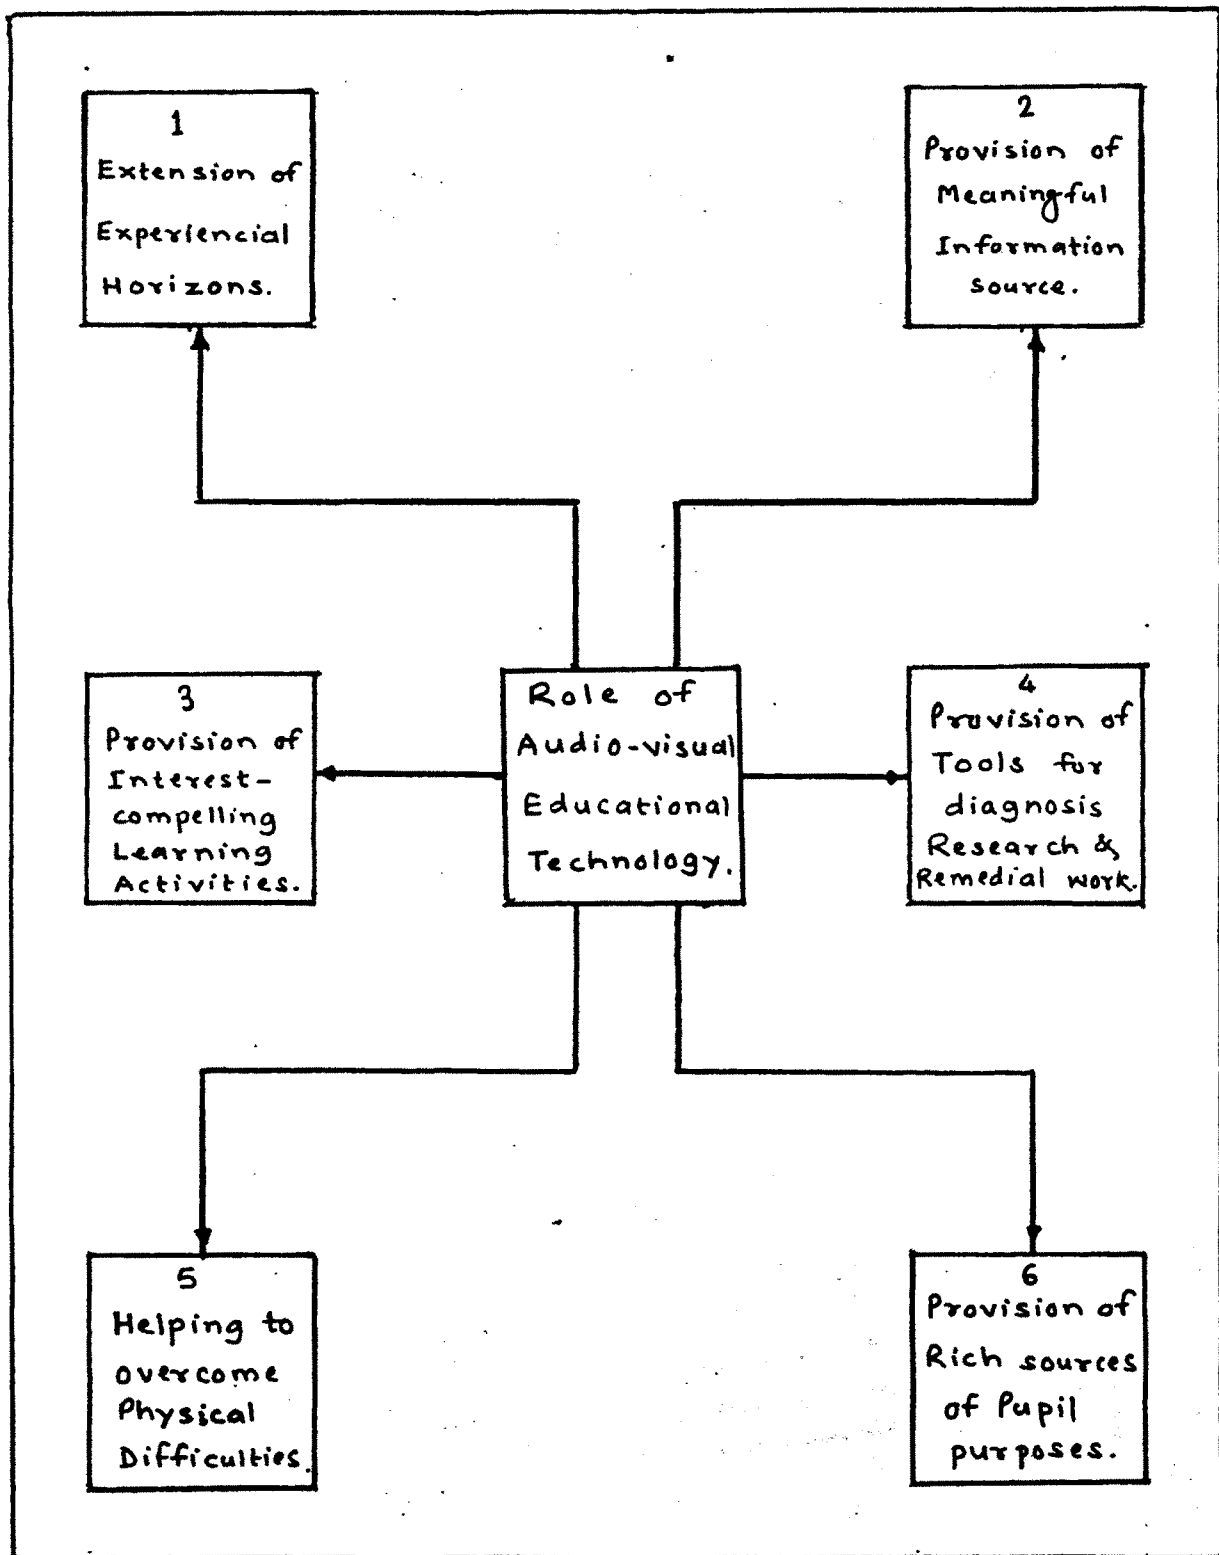 1
Extension of
Experiencial
Horizons.
2
Provision of
Meaningful
Information
source.
3
Provision of
Interest-
compelling
Learning
Activities.
Role of
Audio-visual
Educational
Technology.
4
Provision of
Tools for
diagnosis
Research &
Remedial work.
5
Helping to
overcome
Physical
Difficulties.
6
Provision of
Rich sources
of Pupil
purposes.